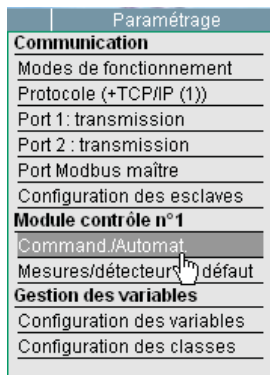 Paramétrage
Communication
Modes de fonctionnement
Protocole (+TCP/IP (1))
Port 1: transmission
Port 2 : transmission
Port Modbus maître
Configuration des esclaves
Module contrôle n°1
Command./Automat.
Mesures/détecteur défaut
Gestion des variables
Configuration des variables
Configuration des classes